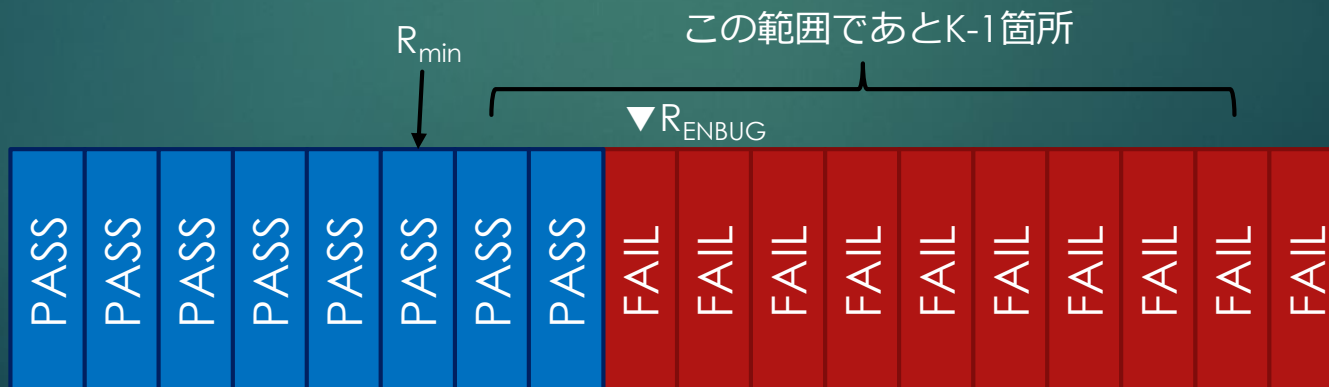 この範囲であとK-1箇所
Rmin
▼RENBUG
PASS PASS PASS PASS PASS PASS PASS PASS FAIL FAIL FAIL FAIL FAIL FAIL FAIL FAIL FAIL FAIL